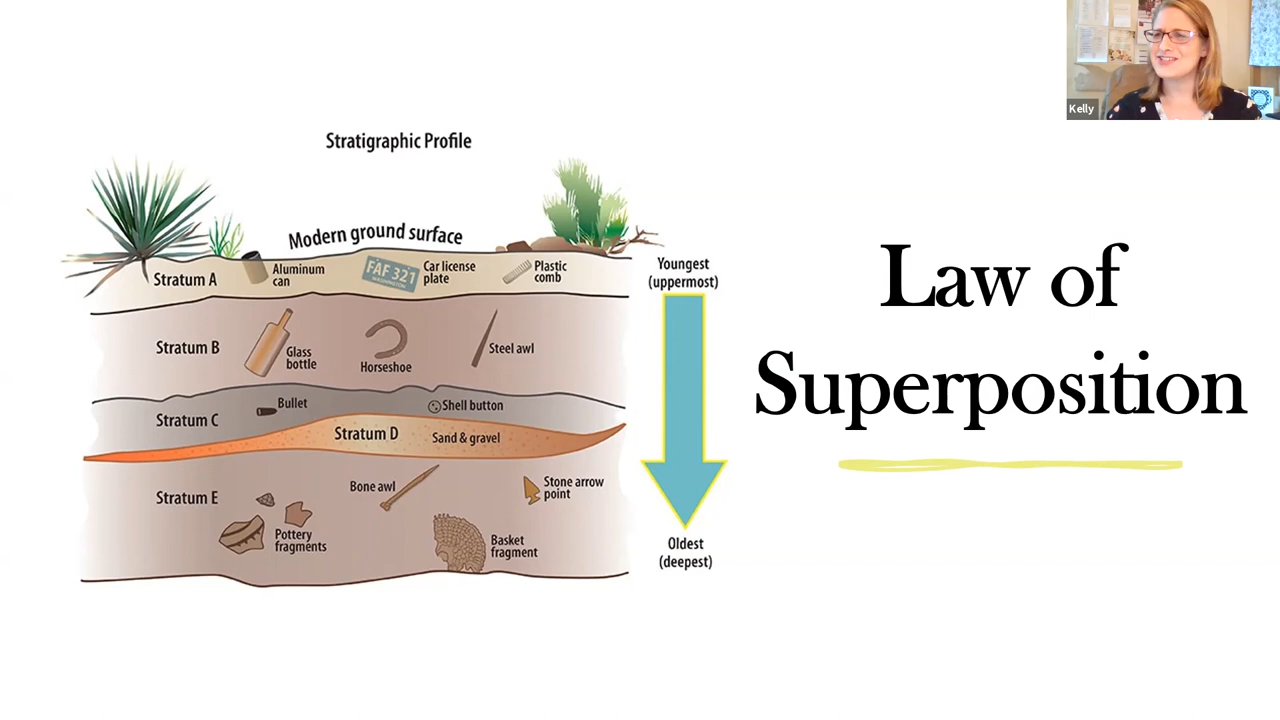 Kelly
Stratigraphic Profile
Modern ground surface
Stratum A
Aluminum
can
FAF 321
WASHINGTON
Car license
plate
Plastic
comb
Youngest
(uppermost)
Stratum B
Glass
bottle
Horseshoe
Steel awl
Stratum C
Bullet
Shell button
Stratum D
Sand & gravel
Stratum E
Pottery
fragments
Bone awl
Basket
fragment
Stone arrow
point
Oldest
(deepest)
Law of
Superposition